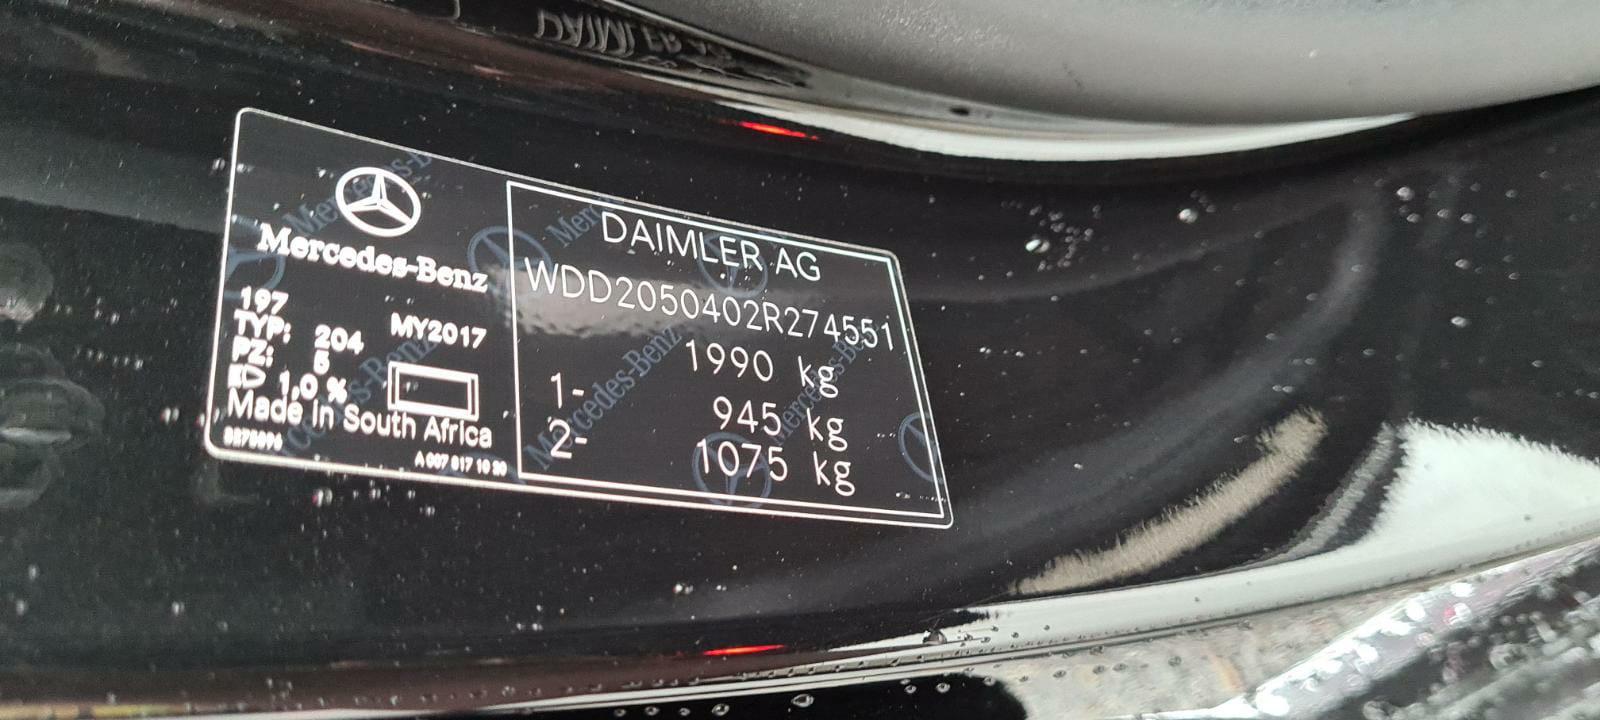 Mercedes-Benz
197
TYP: 204 MY2017
PZ: 5
1,0 %
Made in South Africa
A 007 817 10 20
DAIMLER AG
WDD2050402R274551
1990 kg
1- 945 kg
2- 1075 kg